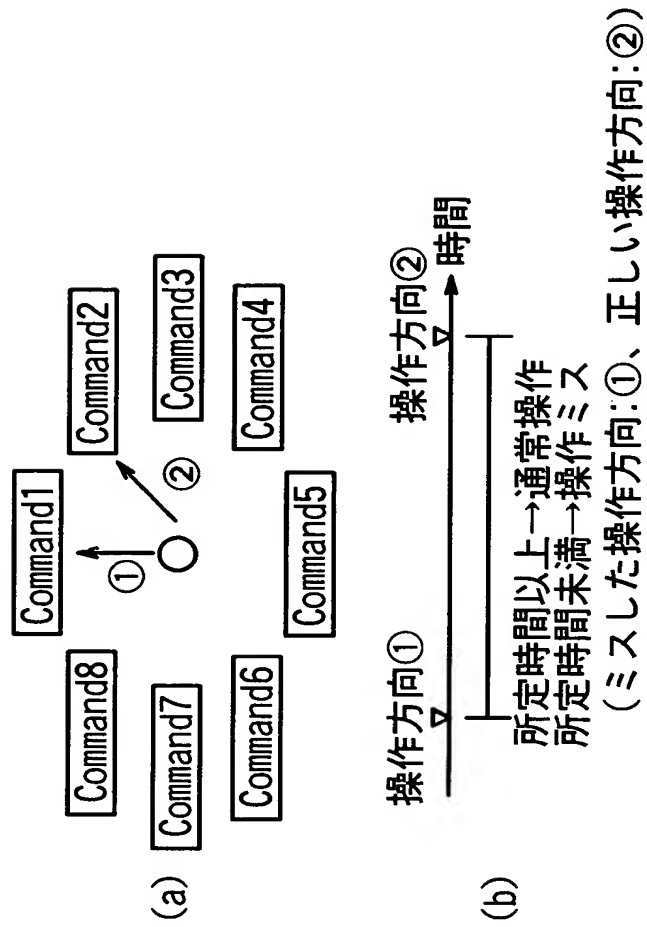 (a)
Command1
Command8
Command2
①
②
Command7
Command3
Command6
Command4
Command5
(b)
操作方向①
操作方向②
時間
所定時間以上→通常操作
所定時間未満→操作ミス
(ミスした操作方向:①、正しい操作方向:②)